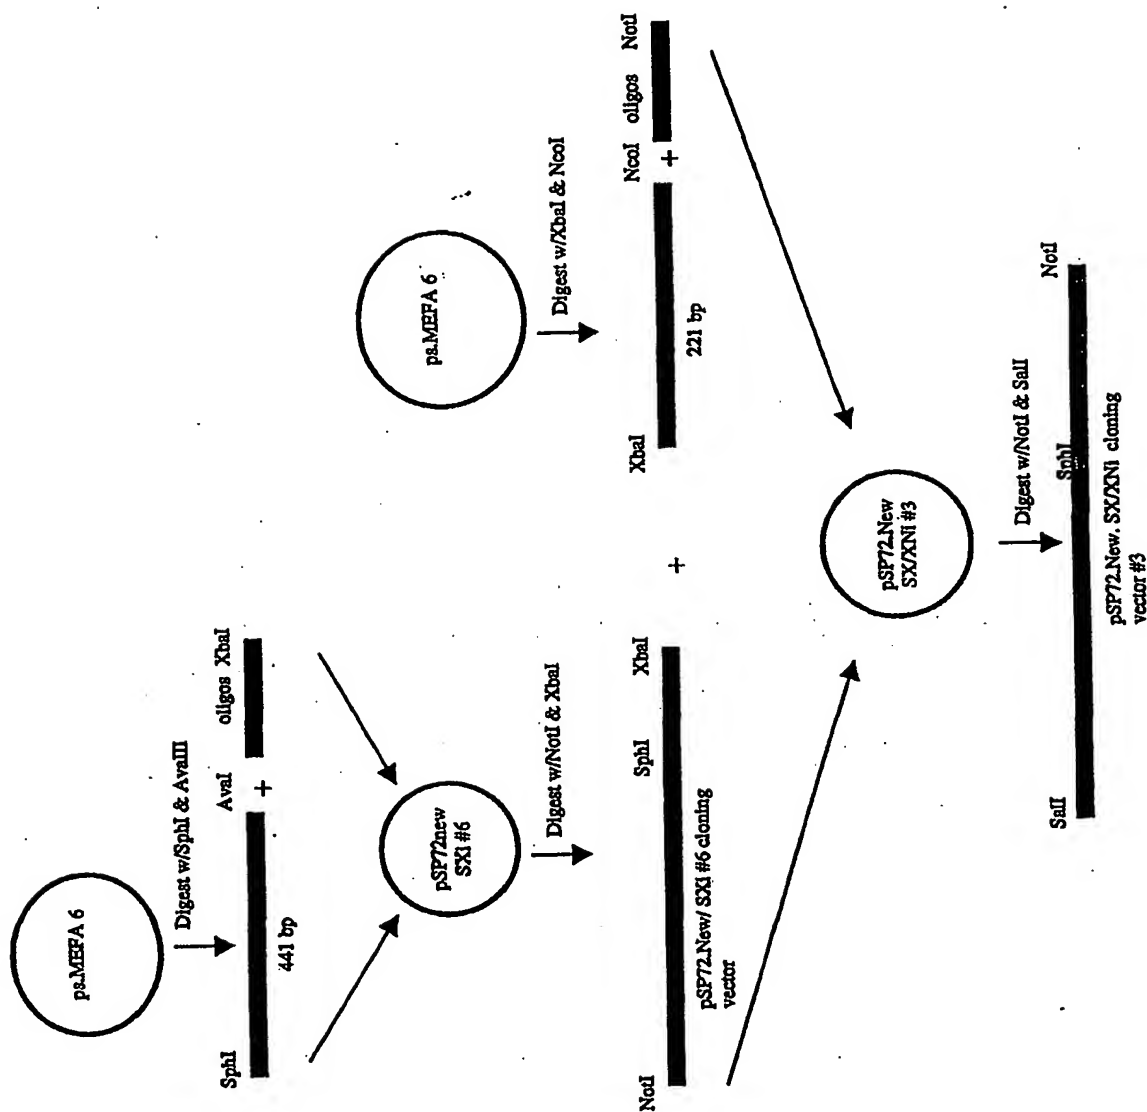 ps.MEFA 6
Digest w/SphI & AvaIII
SphI
AvaI
oligos
XbaI
+
441 bp
pSP72new
SXi #6
Digest w/NotI & XbaI
NotI
SphI
XbaI
pSP72.New/ SXi #6 cloning
vector
+
ps.MEFA 6
Digest w/XbaI & NcoI
XbaI
NcoI
oligos
NotI
+
221 bp
pSP72.New
SX/XNi #3
Digest w/NotI & SalI
SalI
SphI
NotI
pSP72.New. SX/XNi cloning
vector #3